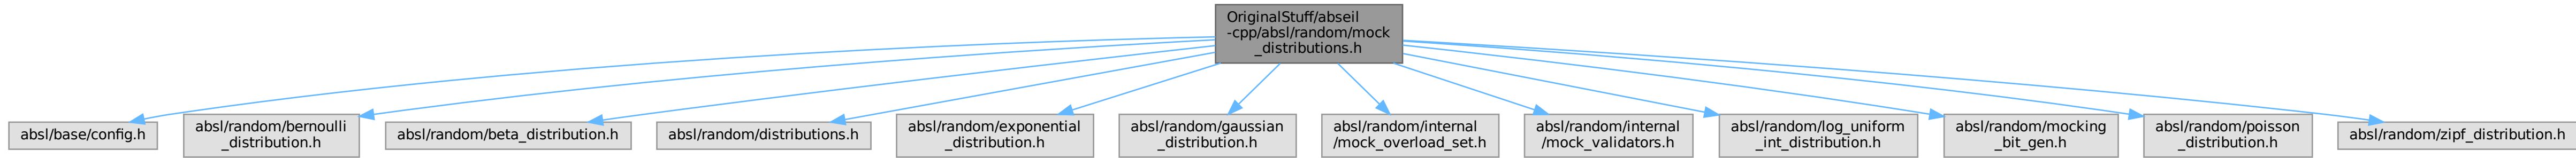 OriginalStuff/abseil
-cpp/absl/random/mock
_distributions.h
absl/base/config.h
absl/random/bernoulli
_distribution.h
absl/random/beta_distribution.h
absl/random/distributions.h
absl/random/exponential
_distribution.h
absl/random/gaussian
_distribution.h
absl/random/internal
/mock_overload_set.h
absl/random/internal
/mock_validators.h
absl/random/log_uniform
_int_distribution.h
absl/random/mocking
_bit_gen.h
absl/random/poisson
_distribution.h
absl/random/zipf_distribution.h